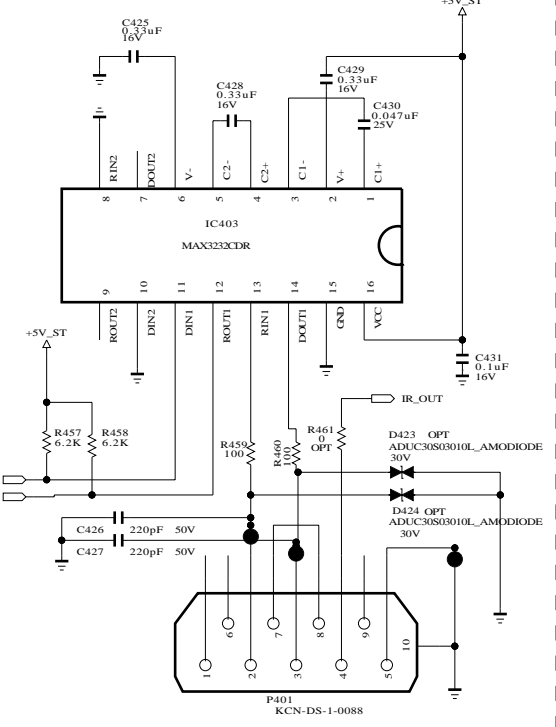 +5V_ST
C425
0.33uF
16V
C428
0.33uF
16V
C429
0.33uF
16V
C430
0.047uF
25V
RIN2
DOUT2
V-
C2-
C2+
C1-
V+
C1+
8
7
6
5
4
3
2
1
IC403
MAX3232CDR
9
10
11
12
13
14
15
16
ROUT2
DIN2
DIN1
ROUT1
RIN1
DOUT1
GND
VCC
+5V_ST
C431
0.1uF
16V
IR_OUT
R457
6.2K
R458
6.2K
R459
100
R460
100
R461
0
OPT
D423 OPT
ADUC30S03010L_AMODIODE
30V
D424 OPT
ADUC30S03010L_AMODIODE
30V
C426 220pF 50V
C427 220pF 50V
6
7
8
9
10
1
2
3
4
5
P401
KCN-DS-1-0088